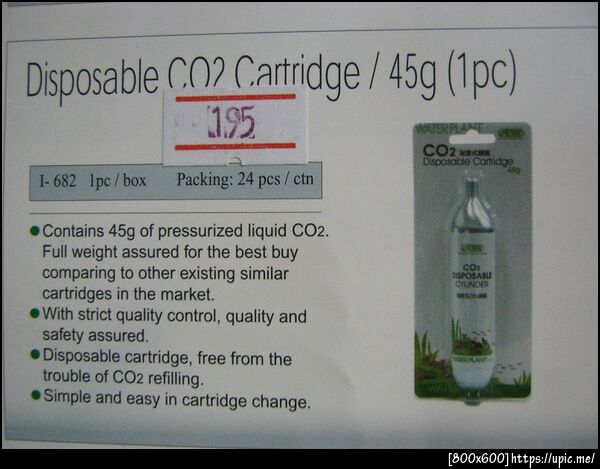 Disposable CO2 Cartridge / 45g (1pc)
195
I- 682 1pc / box Packing: 24 pcs / ctn
Contains 45g of pressurized liquid CO2.
Full weight assured for the best buy
comparing to other existing similar
cartridges in the market.
With strict quality control, quality and
safety assured.
Disposable cartridge, free from the
trouble of CO2 refilling.
Simple and easy in cartridge change.
WATER PLANT
CO2
Disposable Cartridge
45g
CO2
DISPOSABLE
CYLINDER
WATER PLANT
[800x600]https://upic.me/